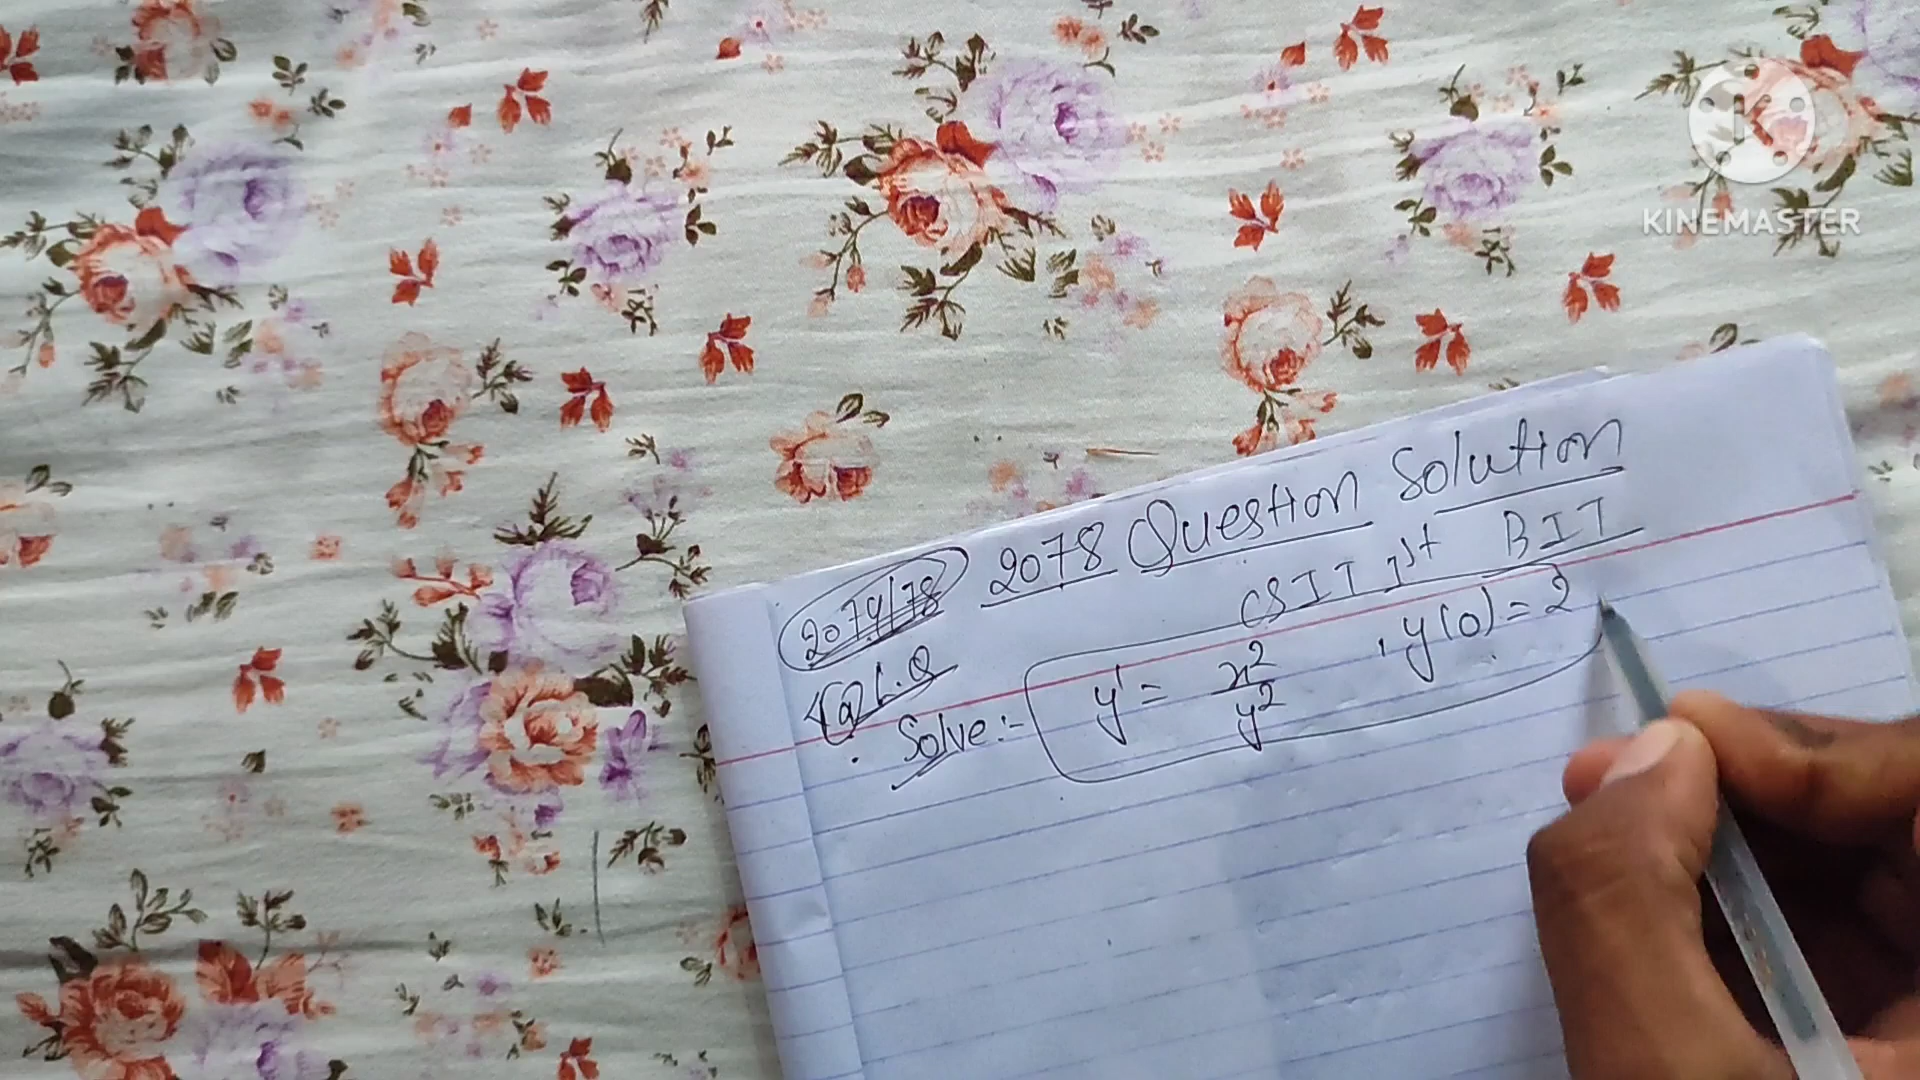 KINEMASTER
2074/78 2078 Question Solution
CSIT 1st BIT
L.Q
Solve:- y' = x²/y² , y(0) = 2